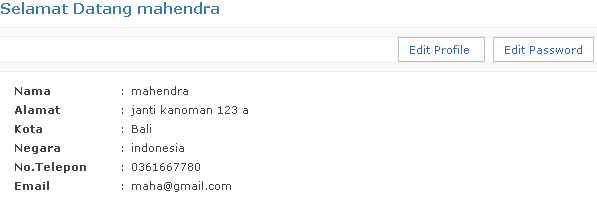 Selamat Datang mahendra
Edit Profile Edit Password
Nama : mahendra
Alamat : janti kanoman 123 a
Kota : Bali
Negara : indonesia
No.Telepon : 0361667780
Email : maha@gmail.com